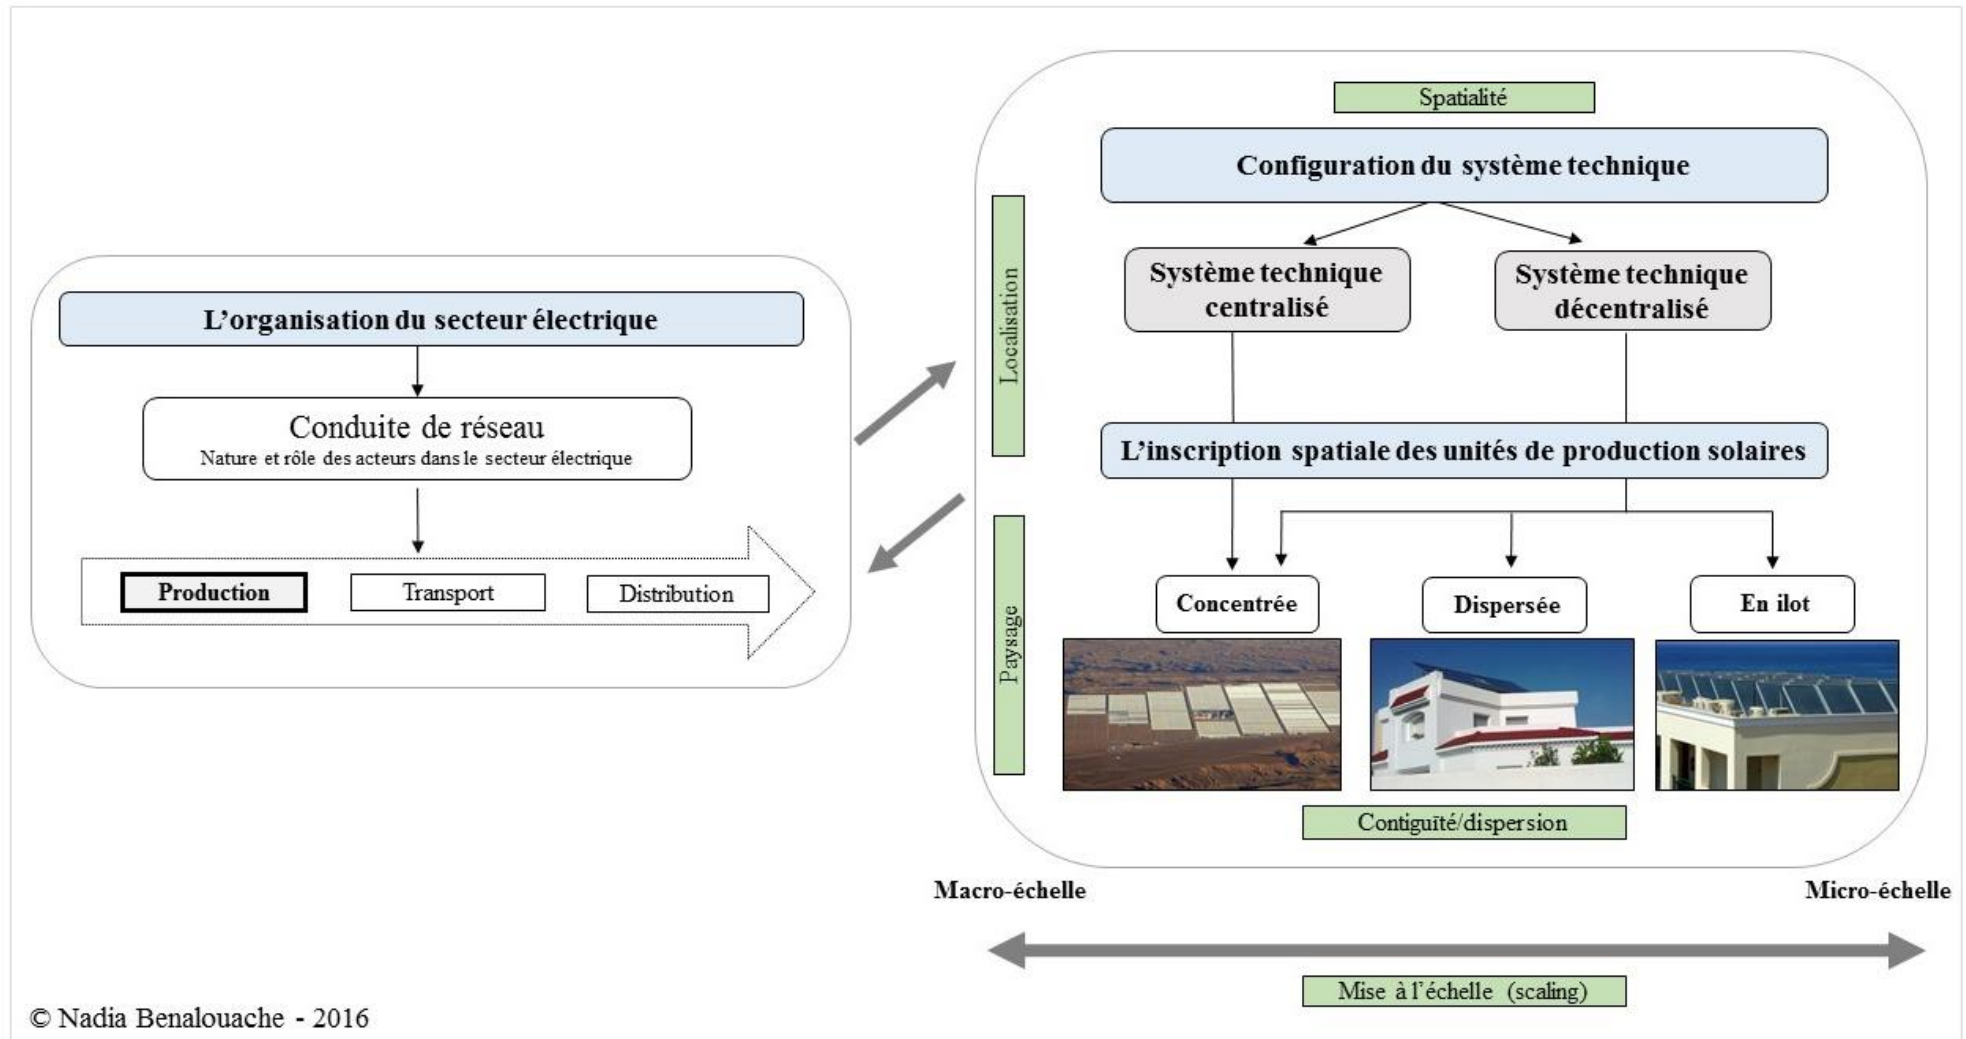 L'organisation du secteur électrique
Conduite de réseau
Nature et rôle des acteurs dans le secteur électrique
Production
Transport
Distribution
Spatialité
Configuration du système technique
Localisation
Système technique
centralisé
Système technique
décentralisé
L'inscription spatiale des unités de production solaires
Paysage
Concentrée
Dispersée
En ilot
Contiguïté/dispersion
Macro-échelle
Micro-échelle
Mise à l'échelle (scaling)
© Nadia Benalouache - 2016